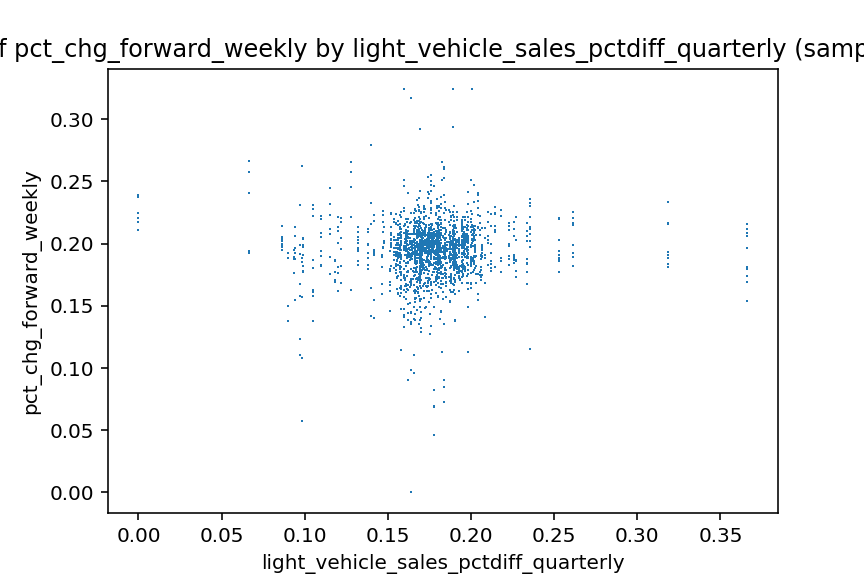 pct_chg_forward_weekly by light_vehicle_sales_pctdiff_quarterly
0.30
0.25
0.20
0.15
0.10
0.05
0.00
pct_chg_forward_weekly
0.00 0.05 0.10 0.15 0.20 0.25 0.30 0.35
light_vehicle_sales_pctdiff_quarterly